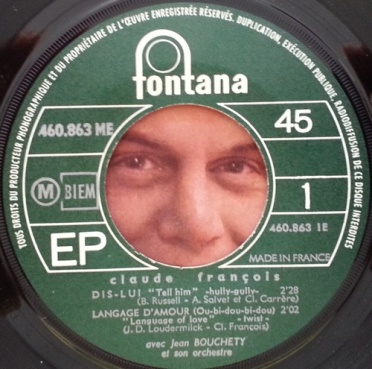 TOUS DROITS DU PRODUCTEUR PHONOGRAPHIQUE ET DU PROPRIÉTAIRE DE L'ŒUVRE ENREGISTRÉE RÉSERVÉS. DUPLICATION, EXÉCUTION PUBLIQUE, RADIODIFFUSION DE CE DISQUE INTERDITES
fontana
460.863 ME
45
M BIEM
1
460.863 1E
EP
MADE IN FRANCE
claude françois
DIS-LUI "Tell him" -hully-gully- 2'28
(B. Russell - A. Salvet et Cl. Carrère)
LANGAGE D'AMOUR (Ou-bi-dou-bi-dou) 2'02
"Language of love" - twist -
(J. D. Loudermilck - Cl. François)
avec Jean BOUCHETY
et son orchestre